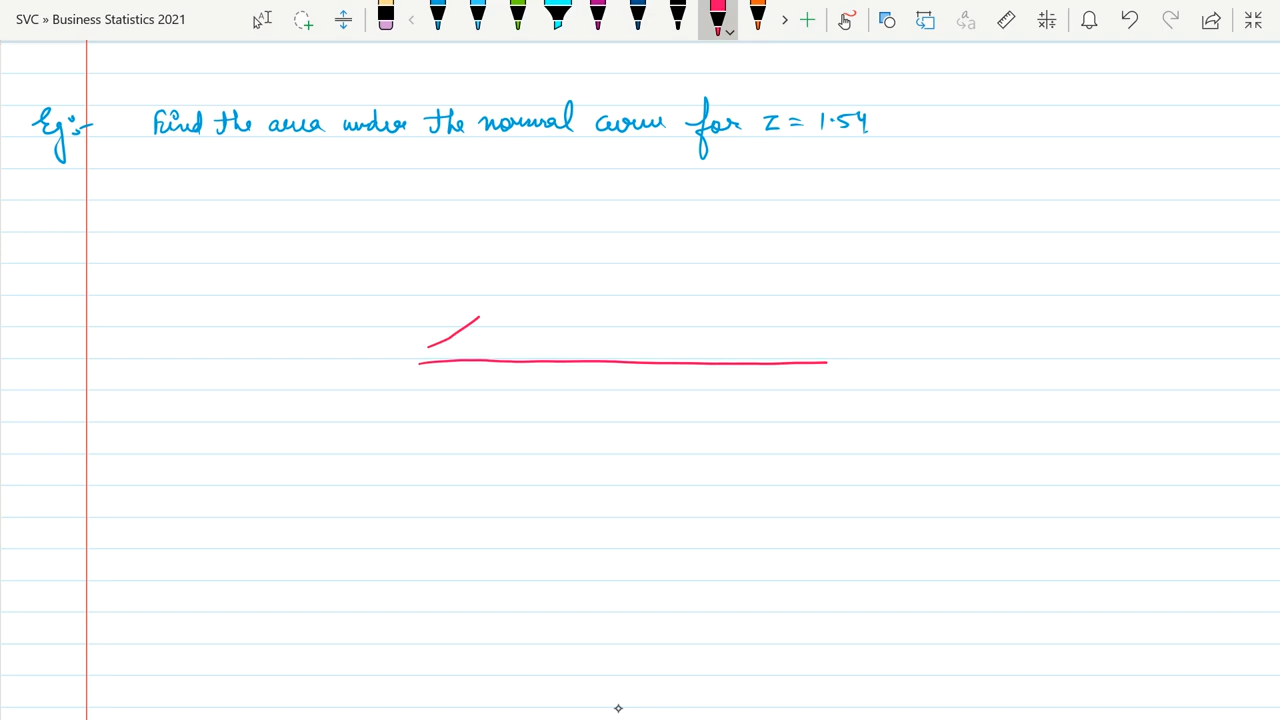 SVC » Business Statistics 2021
Eg:- Find the area under the normal curve for z = 1.54